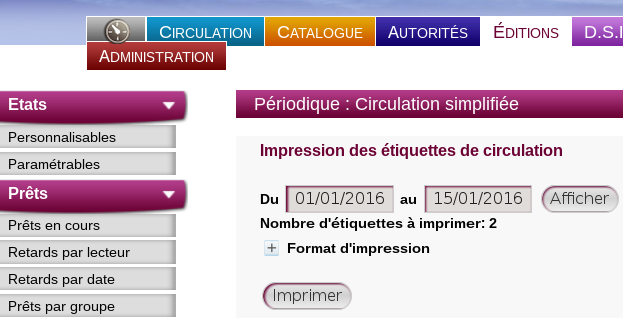 Circulation Catalogue Autorités Éditions D.S.I
Administration
Etats
Personnalisables
Paramétrables
Prêts
Prêts en cours
Retards par lecteur
Retards par date
Prêts par groupe
Périodique : Circulation simplifiée
Impression des étiquettes de circulation
Du 01/01/2016 au 15/01/2016 Afficher
Nombre d'étiquettes à imprimer: 2
Format d'impression
Imprimer